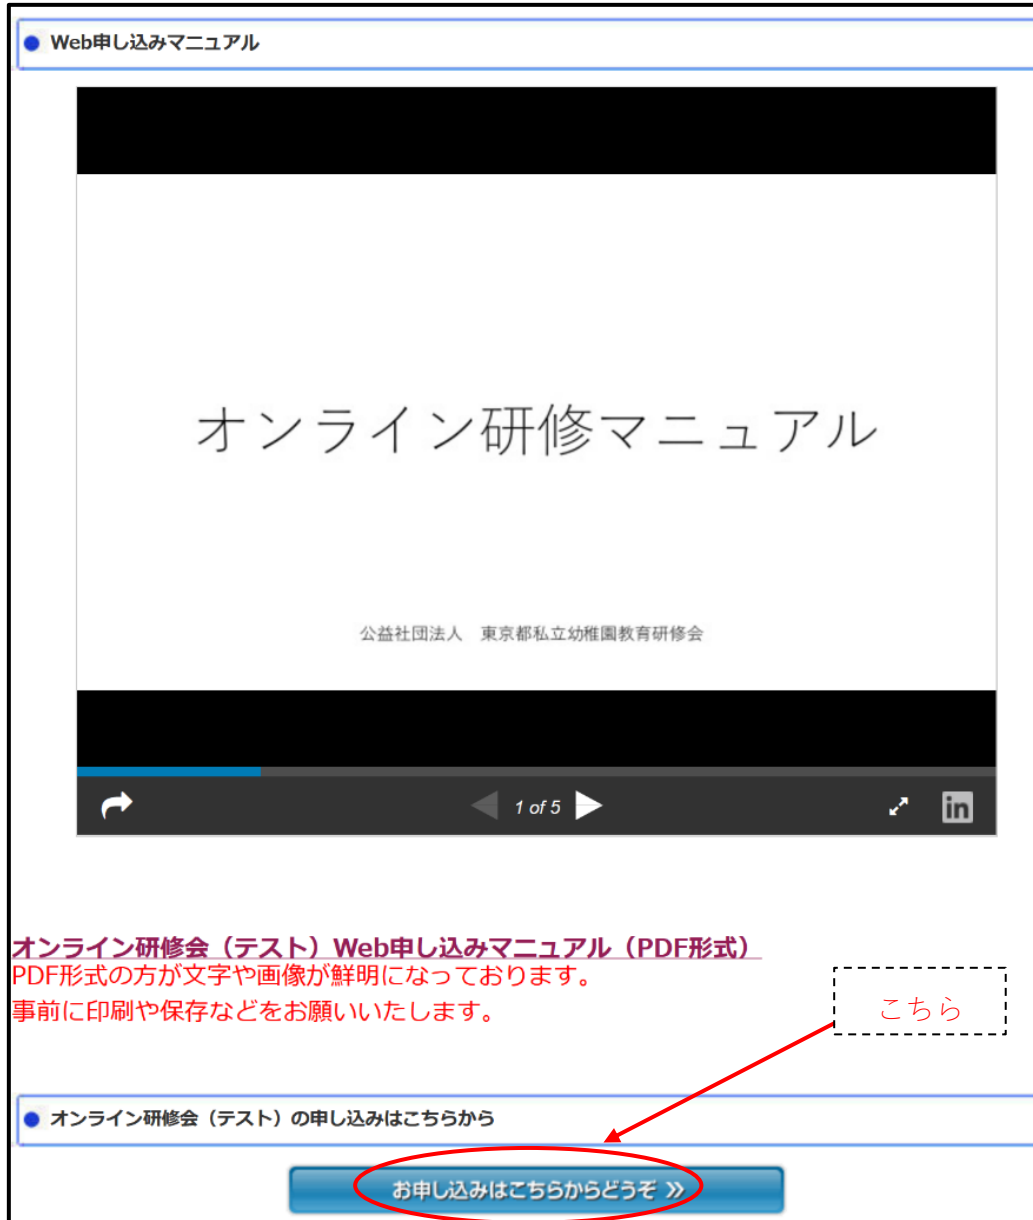 Web申し込みマニュアル
オンライン研修マニュアル
公益社団法人　東京都私立幼稚園教育研修会
1 of 5
in
オンライン研修会（テスト）Web申し込みマニュアル（PDF形式）
PDF形式の方が文字や画像が鮮明になっております。
事前に印刷や保存などをお願いいたします。
こちら
オンライン研修会（テスト）の申し込みはこちらから
お申し込みはこちらからどうぞ »